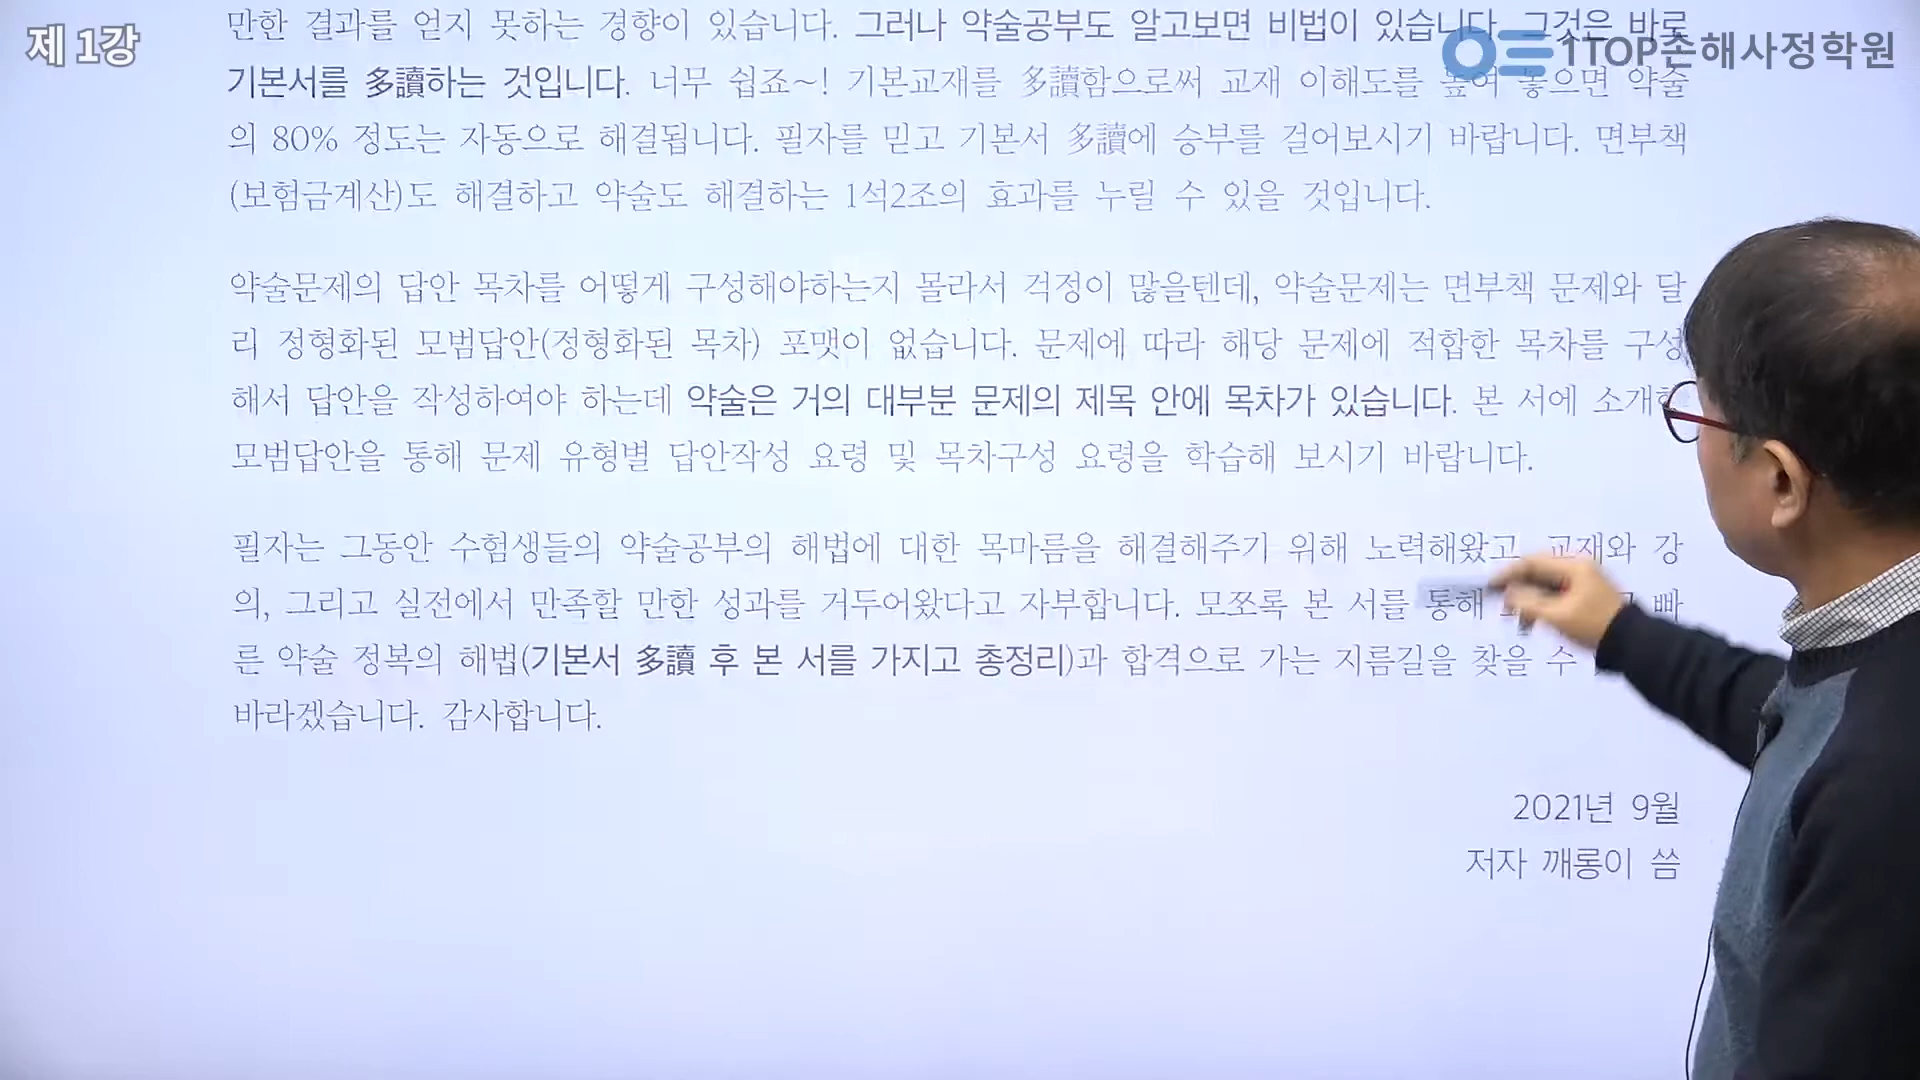 제 1강
1TOP손해사정학원
만한 결과를 얻지 못하는 경향이 있습니다. 그러나 약술공부도 알고보면 비법이 있습니다. 그것은 바로
기본서를 多讀하는 것입니다. 너무 쉽죠~! 기본교재를 多讀함으로써 교재 이해도를 높여 놓으면 약술
의 80% 정도는 자동으로 해결됩니다. 필자를 믿고 기본서 多讀에 승부를 걸어보시기 바랍니다. 면부책
(보험금계산)도 해결하고 약술도 해결하는 1석2조의 효과를 누릴 수 있을 것입니다.
약술문제의 답안 목차를 어떻게 구성해야하는지 몰라서 걱정이 많을텐데, 약술문제는 면부책 문제와 달
리 정형화된 모범답안(정형화된 목차) 포맷이 없습니다. 문제에 따라 해당 문제에 적합한 목차를 구성
해서 답안을 작성하여야 하는데 약술은 거의 대부분 문제의 제목 안에 목차가 있습니다. 본 서에
모범답안을 통해 문제 유형별 답안작성 요령 및 목차구성 요령을 학습해 보시기 바랍니다.
필자는 그동안 수험생들의 약술공부의 해법에 대한 목마름을 해결해주기 위해 노력해왔고, 교재와 강
의, 그리고 실전에서 만족할 만한 성과를 거두어왔다고 자부합니다. 모쪼록 본 서를 통해 빠
른 약술 정복의 해법(기본서 多讀 후 본 서를 가지고 총정리)과 합격으로 가는 지름길을 찾을 수
바라겠습니다. 감사합니다.
2021년 9월
저자 깨롱이 씀